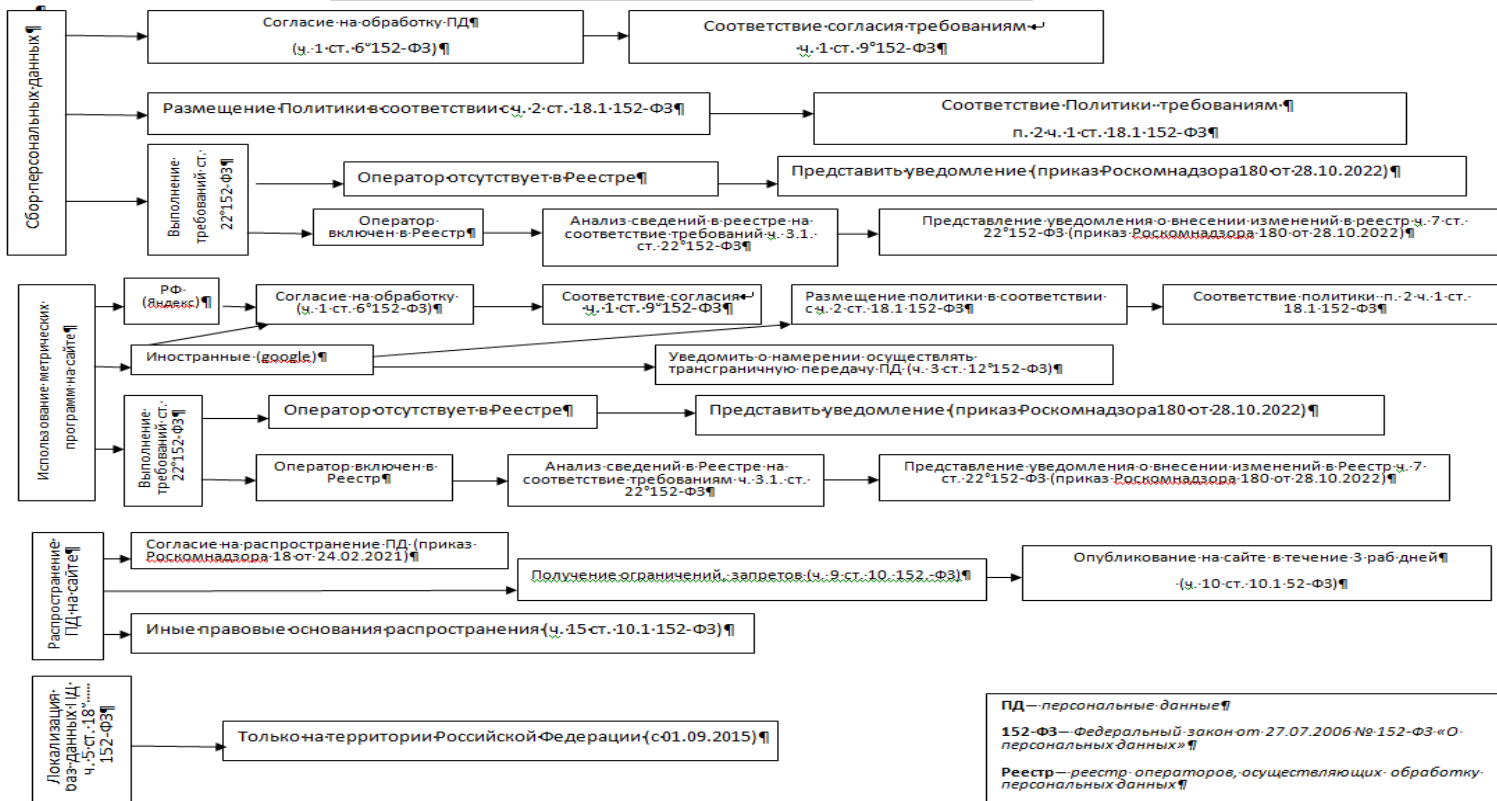 Сбор персональных данных
Согласие на обработку ПД
(ч. 1 ст. 6 152-ФЗ)
Соответствие согласия требованиям
ч. 1 ст. 9 152-ФЗ
Размещение Политики в соответствии с ч. 2 ст. 18.1 152-ФЗ
Соответствие Политики требованиям
п. 2 ч. 1 ст. 18.1 152-ФЗ
Выполнение
требований ст.
22 152-ФЗ
Оператор отсутствует в Реестре
Представить уведомление (приказ Роскомнадзора180 от 28.10.2022)
Оператор
включен в Реестр
Анализ сведений в реестре на
соответствие требований ч. 3.1.
ст. 22 152-ФЗ
Представление уведомления о внесении изменений в реестр ч. 7 ст.
22 152-ФЗ (приказ Роскомнадзора 180 от 28.10.2022)
Использование метрических
программ на сайте
РФ
(Яндекс)
Согласие на обработку
(ч. 1 ст. 6 152-ФЗ)
Соответствие согласия
ч. 1 ст. 9 152-ФЗ
Размещение политики в соответствии
с ч. 2 ст. 18.1 152-ФЗ
Соответствие политики п. 2 ч. 1 ст.
18.1 152-ФЗ
Иностранные (google)
Уведомить о намерении осуществлять
трансграничную передачу ПД (ч. 3 ст. 12 152-ФЗ)
Выполнение
требований ст.
22 152-ФЗ
Оператор отсутствует в Реестре
Представить уведомление (приказ Роскомнадзора180 от 28.10.2022)
Оператор включен в
Реестр
Анализ сведений в Реестре на
соответствие требованиям ч. 3.1. ст.
22 152-ФЗ
Представление уведомления о внесении изменений в Реестр ч. 7
ст. 22 152-ФЗ (приказ Роскомнадзора 180 от 28.10.2022)
Распространение
ПД на сайте
Согласие на распространение ПД (приказ
Роскомнадзора 18 от 24.02.2021)
Получение ограничений, запретов (ч. 9 ст. 10 .152.-ФЗ)
Опубликование на сайте в течение 3 раб дней
(ч. 10 ст. 10.1 52-ФЗ)
Иные правовые основания распространения (ч. 15 ст. 10.1 152-ФЗ)
Локализация
баз данных ПД
ч. 5 ст. 18
152-ФЗ
Только на территории Российской Федерации (с 01.09.2015)
ПД – персональные данные
152-ФЗ – Федеральный закон от 27.07.2006 № 152-ФЗ «О
персональных данных»
Реестр – реестр операторов, осуществляющих обработку
персональных данных